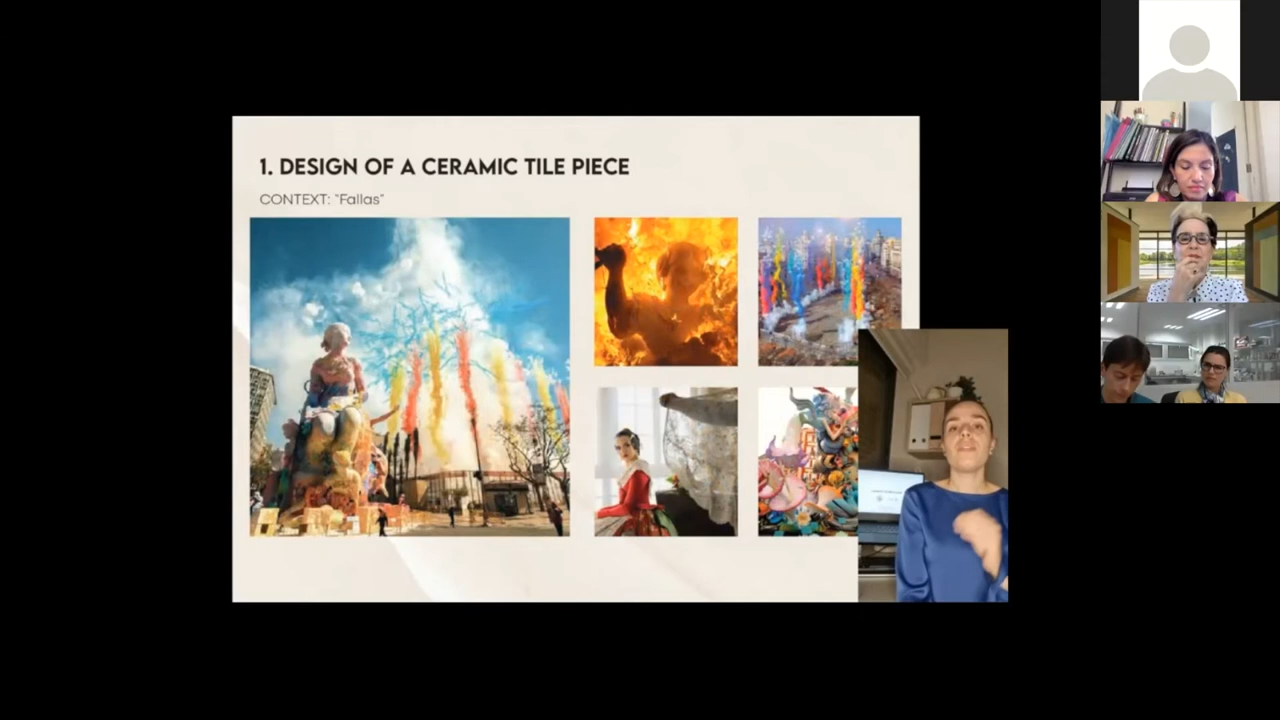 1. DESIGN OF A CERAMIC TILE PIECE
CONTEXT: "Fallas"